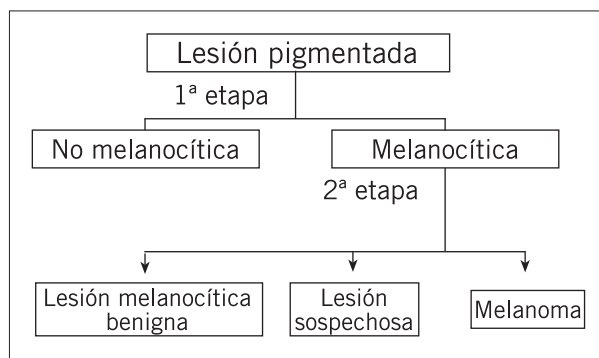 Lesión pigmentada
1ª etapa
No melanocítica
Melanocítica
2ª etapa
Lesión melanocítica
benigna
Lesión
sospechosa
Melanoma